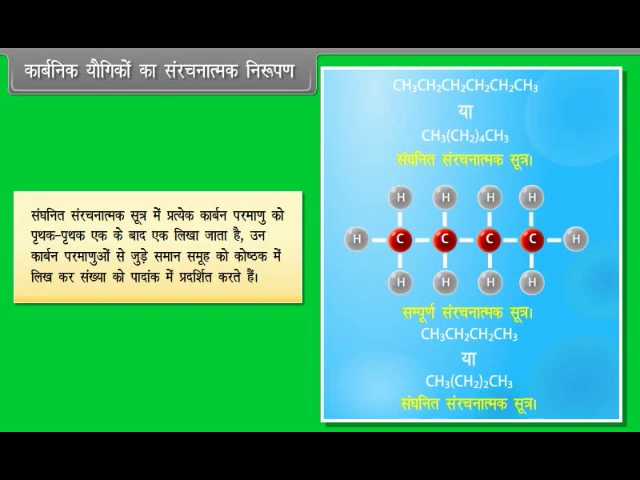 कार्बनिक यौगिकों का संरचनात्मक निरूपण
संघनित संरचनात्मक सूत्र में प्रत्येक कार्बन परमाणु को
पृथक-पृथक एक के बाद एक लिखा जाता है, उन
कार्बन परमाणुओं से जुड़े समान समूह को कोष्ठक में
लिख कर संख्या को पादांक में प्रदर्शित करते हैं।
CH₃CH₂CH₂CH₂CH₂CH₃
या
CH₃(CH₂)₄CH₃
संघनित संरचनात्मक सूत्र।
H H H H
H C C C C H
H H H H
सम्पूर्ण संरचनात्मक सूत्र।
CH₃CH₂CH₂CH₃
या
CH₃(CH₂)₂CH₃
संघनित संरचनात्मक सूत्र।